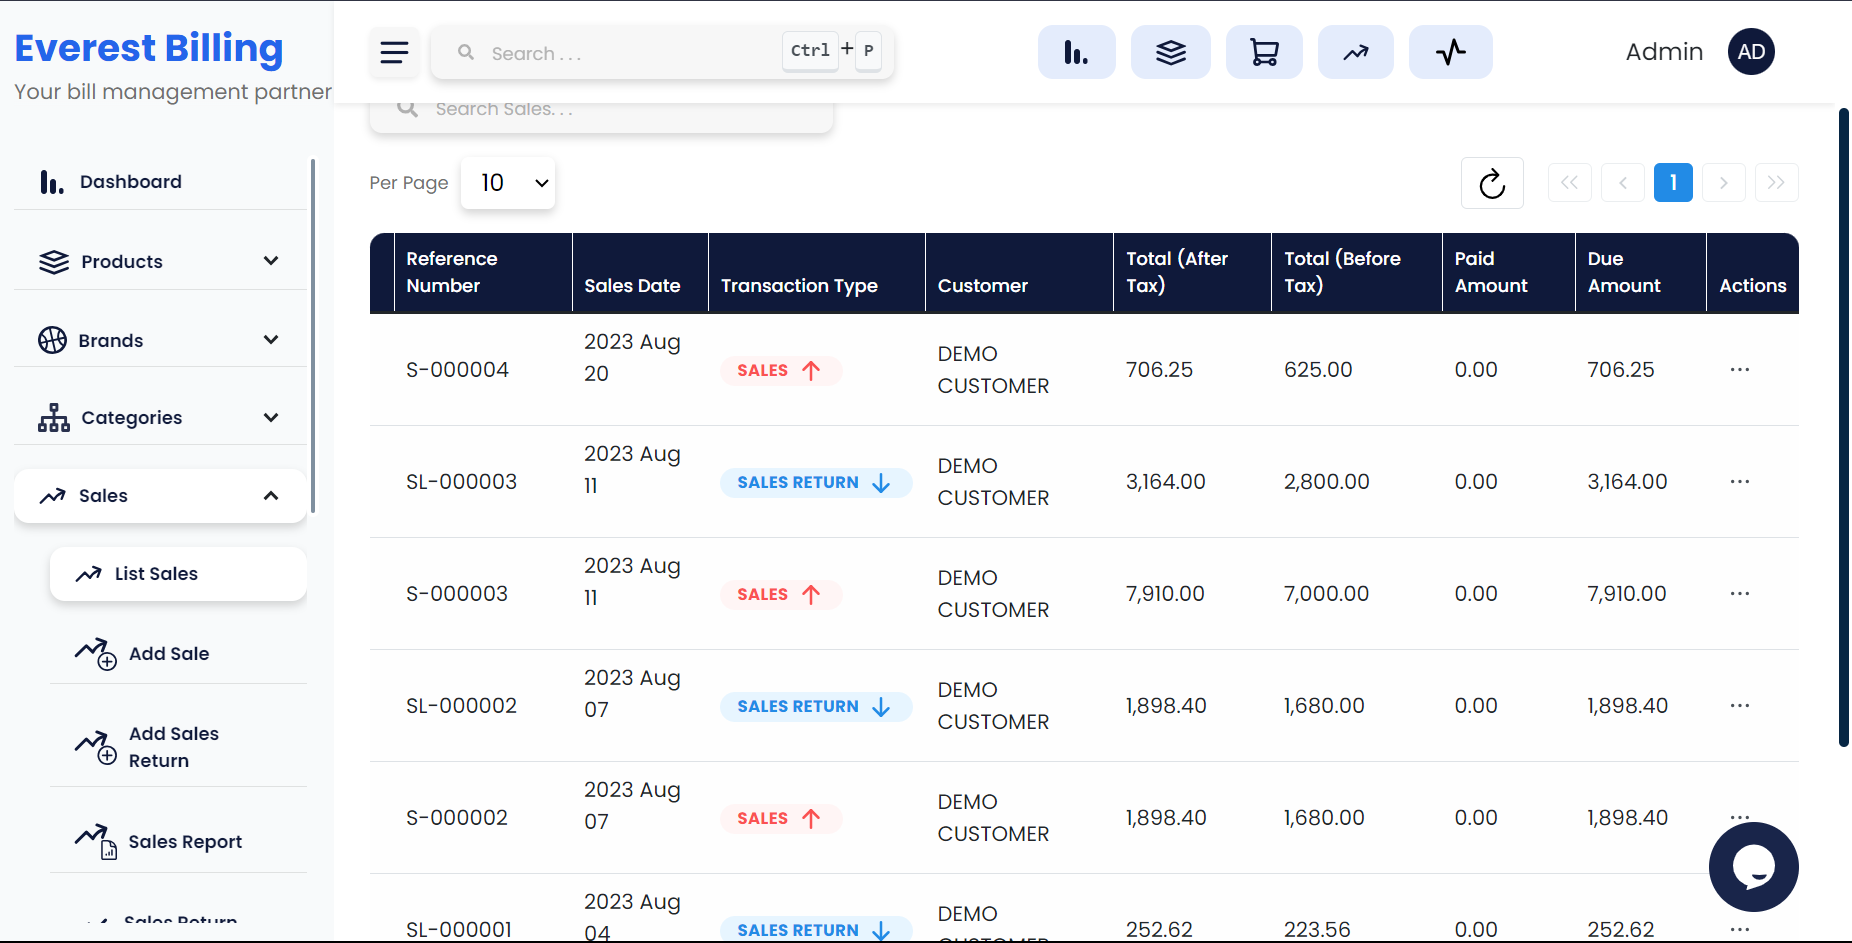 Everest Billing
Your bill management partner
Search . . .
Ctrl + P
Admin
AD
Dashboard
Products
Brands
Categories
Sales
List Sales
Add Sale
Add Sales
Return
Sales Report
Sales Return
Search Sales. . .
Per Page
10
<<
<
1
>
>>
Reference
Number
Sales Date
Transaction Type
Customer
Total (After
Tax)
Total (Before
Tax)
Paid
Amount
Due
Amount
Actions
S-000004
2023 Aug
20
SALES
DEMO
CUSTOMER
706.25
625.00
0.00
706.25
...
SL-000003
2023 Aug
11
SALES RETURN
DEMO
CUSTOMER
3,164.00
2,800.00
0.00
3,164.00
...
S-000003
2023 Aug
11
SALES
DEMO
CUSTOMER
7,910.00
7,000.00
0.00
7,910.00
...
SL-000002
2023 Aug
07
SALES RETURN
DEMO
CUSTOMER
1,898.40
1,680.00
0.00
1,898.40
...
S-000002
2023 Aug
07
SALES
DEMO
CUSTOMER
1,898.40
1,680.00
0.00
1,898.40
...
SL-000001
2023 Aug
04
SALES RETURN
DEMO
CUSTOMER
252.62
223.56
0.00
252.62
...